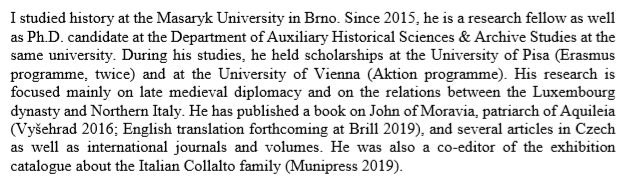 I studied history at the Masaryk University in Brno. Since 2015, he is a research fellow as well
as Ph.D. candidate at the Department of Auxiliary Historical Sciences & Archive Studies at the
same university. During his studies, he held scholarships at the University of Pisa (Erasmus
programme, twice) and at the University of Vienna (Aktion programme). His research is
focused mainly on late medieval diplomacy and on the relations between the Luxembourg
dynasty and Northern Italy. He has published a book on John of Moravia, patriarch of Aquileia
(Vyšehrad 2016; English translation forthcoming at Brill 2019), and several articles in Czech
as well as international journals and volumes. He was also a co-editor of the exhibition
catalogue about the Italian Collalto family (Munipress 2019).